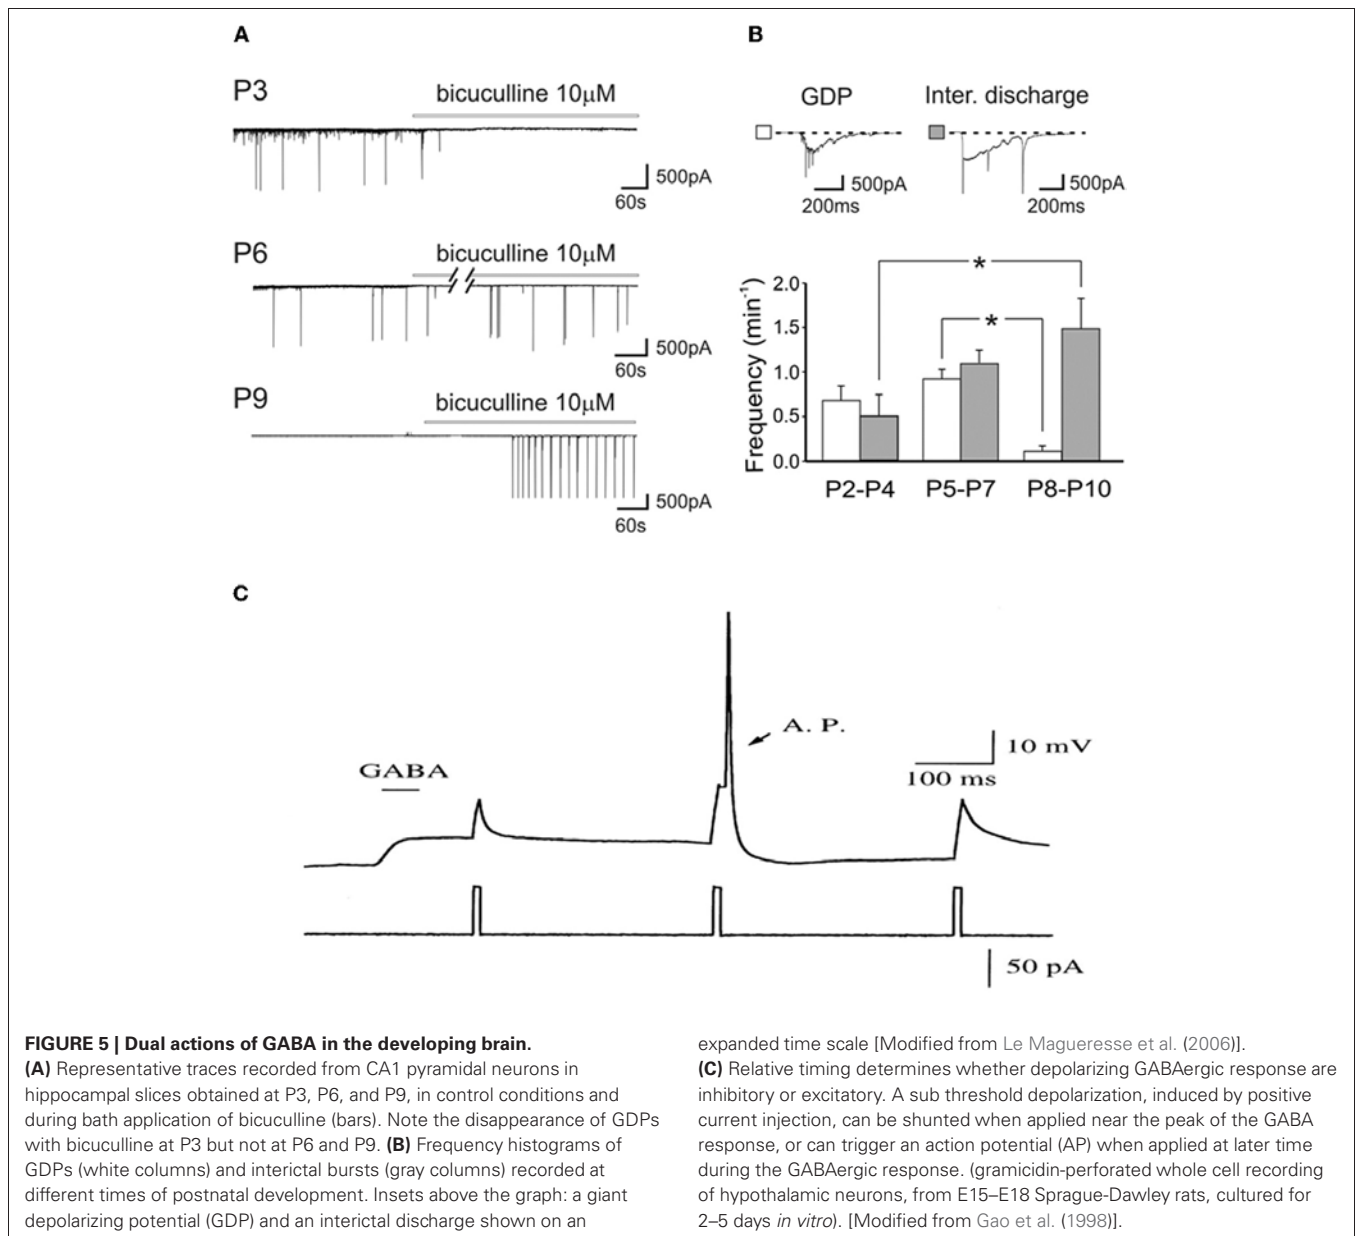 A
P3
bicuculline 10µM
500pA
60s
P6
bicuculline 10µM
500pA
60s
P9
bicuculline 10µM
500pA
60s
B
GDP
Inter. discharge
500pA
200ms
500pA
200ms
*
*
Frequency (min⁻¹)
2.0
1.5
1.0
0.5
0.0
P2-P4
P5-P7
P8-P10
C
GABA
A. P.
10 mV
100 ms
50 pA
FIGURE 5 | Dual actions of GABA in the developing brain.
(A) Representative traces recorded from CA1 pyramidal neurons in
hippocampal slices obtained at P3, P6, and P9, in control conditions and
during bath application of bicuculline (bars). Note the disappearance of GDPs
with bicuculline at P3 but not at P6 and P9. (B) Frequency histograms of
GDPs (white columns) and interictal bursts (gray columns) recorded at
different times of postnatal development. Insets above the graph: a giant
depolarizing potential (GDP) and an interictal discharge shown on an
expanded time scale [Modified from Le Magueresse et al. (2006)].
(C) Relative timing determines whether depolarizing GABAergic response are
inhibitory or excitatory. A sub threshold depolarization, induced by positive
current injection, can be shunted when applied near the peak of the GABA
response, or can trigger an action potential (AP) when applied at later time
during the GABAergic response. (gramicidin-perforated whole cell recording
of hypothalamic neurons, from E15–E18 Sprague-Dawley rats, cultured for
2–5 days in vitro). [Modified from Gao et al. (1998)].